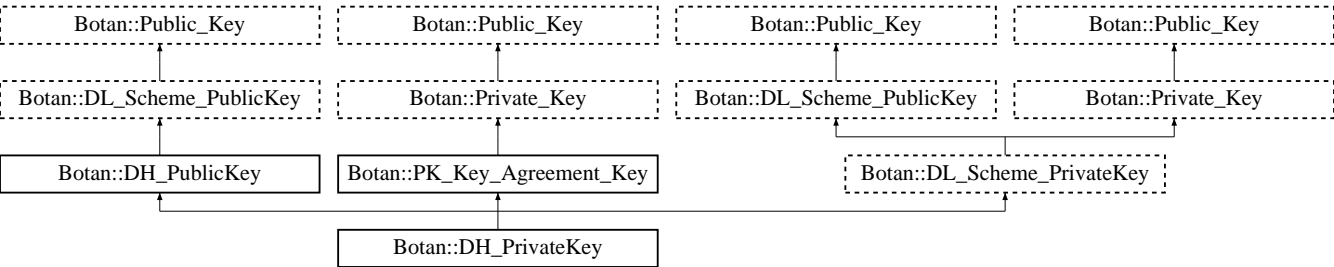 Botan::Public_Key
Botan::Public_Key
Botan::Public_Key
Botan::Public_Key
Botan::DL_Scheme_PublicKey
Botan::Private_Key
Botan::DL_Scheme_PublicKey
Botan::Private_Key
Botan::DH_PublicKey
Botan::PK_Key_Agreement_Key
Botan::DL_Scheme_PrivateKey
Botan::DH_PrivateKey